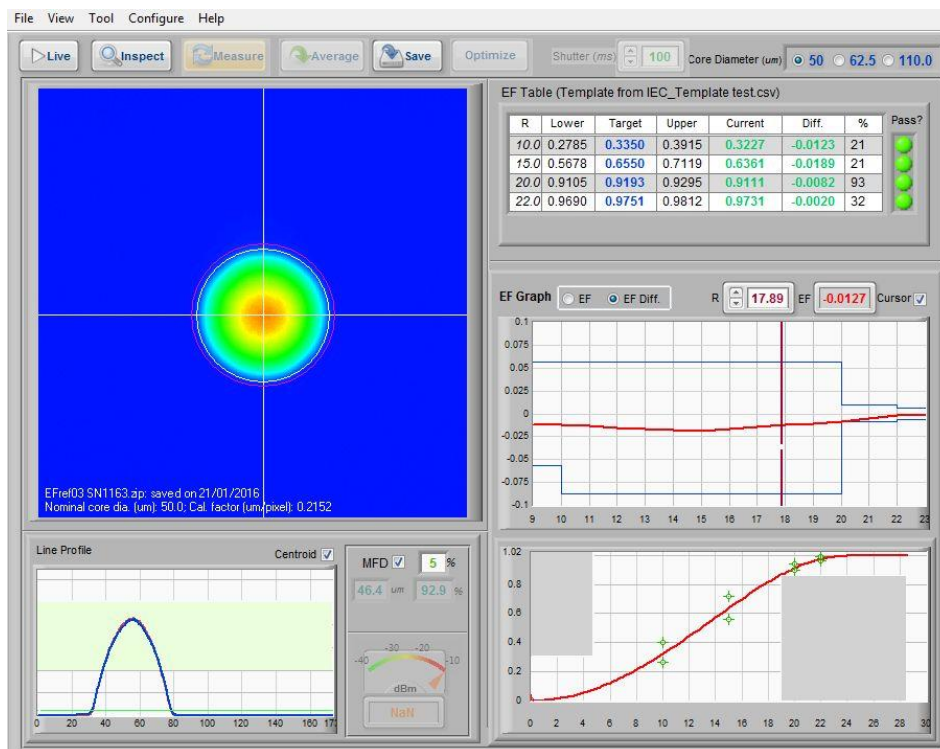 File View Tool Configure Help
Live Inspect Measure Average Save Optimize Shutter (ms) 100 Core Diameter (um) 50 62.5 110.0
EF Table (Template from IEC_Template test.csv)
R Lower Target Upper Current Diff. % Pass?
10.0 0.2785 0.3350 0.3915 0.3227 -0.0123 21
15.0 0.5678 0.6550 0.7119 0.6361 -0.0189 21
20.0 0.9105 0.9193 0.9295 0.9111 -0.0082 93
22.0 0.9690 0.9751 0.9812 0.9731 -0.0020 32
EFref03 SN1163.zip: saved on 21/01/2016
Nominal core dia. (um): 50.0; Cal. factor (um/pixel): 0.2152
EF Graph EF EF Diff. R 17.89 EF -0.0127 Cursor
0.1
0.075
0.05
0.025
0
-0.025
-0.05
-0.075
-0.1
9 10 11 12 13 14 15 16 17 18 19 20 21 22 23
Line Profile Centroid
0 20 40 60 80 100 120 140 160
MFD 5 %
46.4 um 92.9 %
-40 -30 -20 -10
dBm
NaN
1.02
0.8
0.6
0.4
0.2
0
0 2 4 6 8 10 12 14 16 18 20 22 24 26 28 30